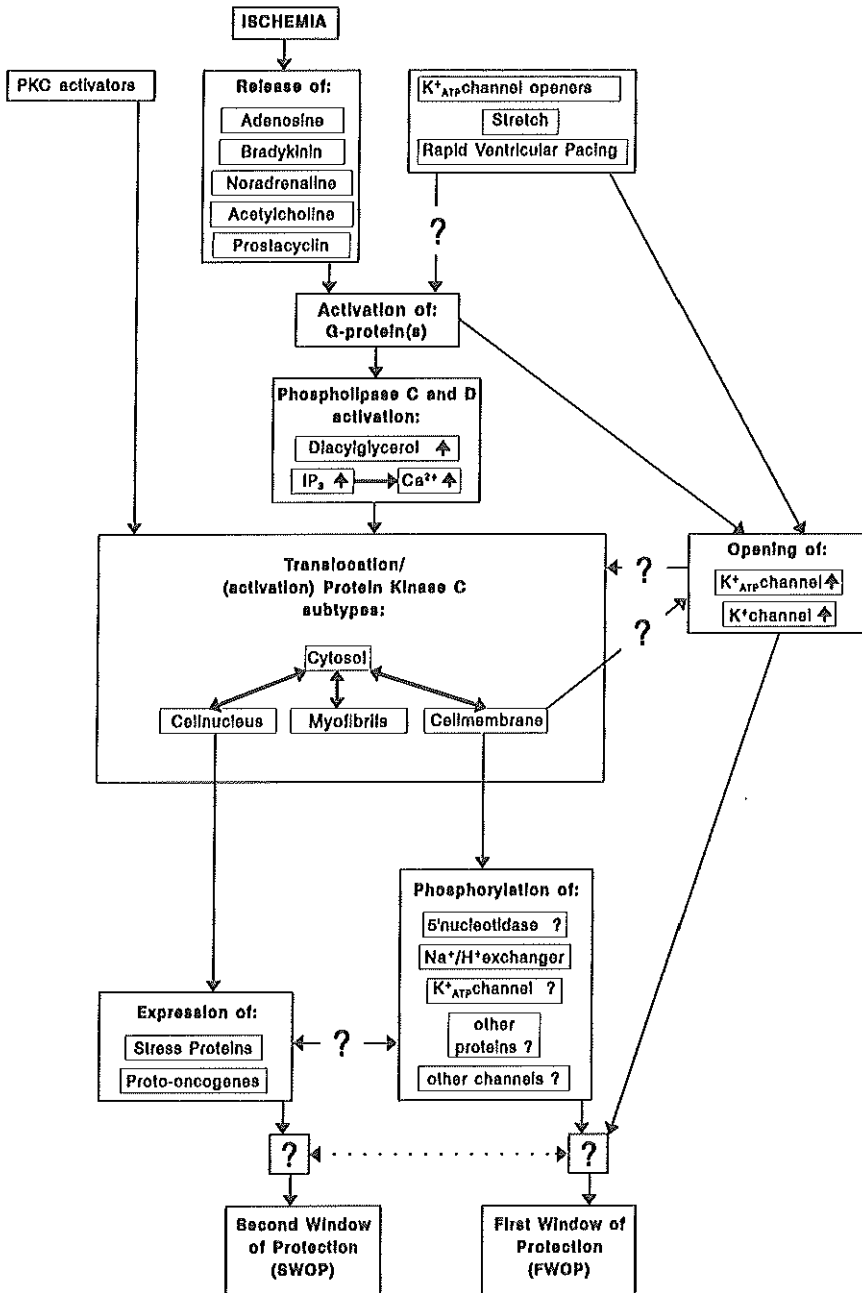 ISCHEMIA
PKC activators
Release of:
Adenosine
Bradykinin
Noradrenaline
Acetylcholine
Prostacyclin
K⁺ATP channel openers
Stretch
Rapid Ventricular Pacing
?
Activation of:
G-protein(s)
Phospholipase C and D
activation:
Diacylglycerol
IP₃ Ca²⁺
Translocation/
(activation) Protein Kinase C
subtypes:
Cytosol
Cellnucleus Myofibrils Cellmembrane
?
?
Opening of:
K⁺ATP channel
K⁺channel
Phosphorylation of:
5'nucleotidase ?
Na⁺/H⁺exchanger
K⁺ATP channel ?
other
proteins ?
other channels ?
Expression of:
Stress Proteins
Proto-oncogenes
?
? ?
Second Window
of Protection
(SWOP)
First Window of
Protection
(FWOP)